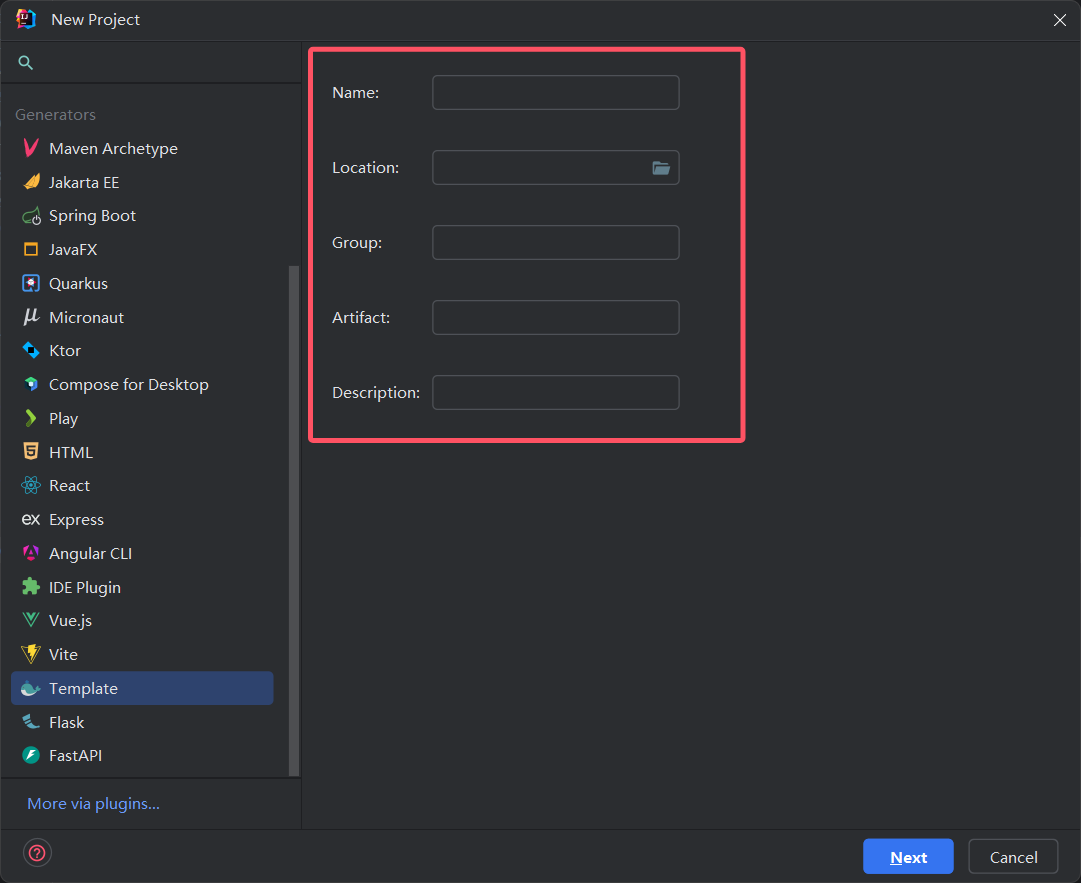 New Project
Generators
Maven Archetype
Jakarta EE
Spring Boot
JavaFX
Quarkus
Micronaut
Ktor
Compose for Desktop
Play
HTML
React
ex Express
Angular CLI
IDE Plugin
Vue.js
Vite
Template
Flask
FastAPI
More via plugins...
Name:
Location:
Group:
Artifact:
Description:
Next
Cancel